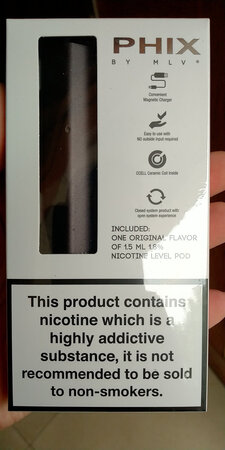 PHIX
BY MLV®
Convenient
Magnetic Charger
Easy to use with
NO outside input required
CCELL Ceramic Coil Inside
Closed-system product with
open system experience
INCLUDED:
ONE ORIGINAL FLAVOR
OF 1.5 ML 1.8%
NICOTINE LEVEL POD
This product contains
nicotine which is a
highly addictive
substance, it is not
recommended to be sold
to non-smokers.